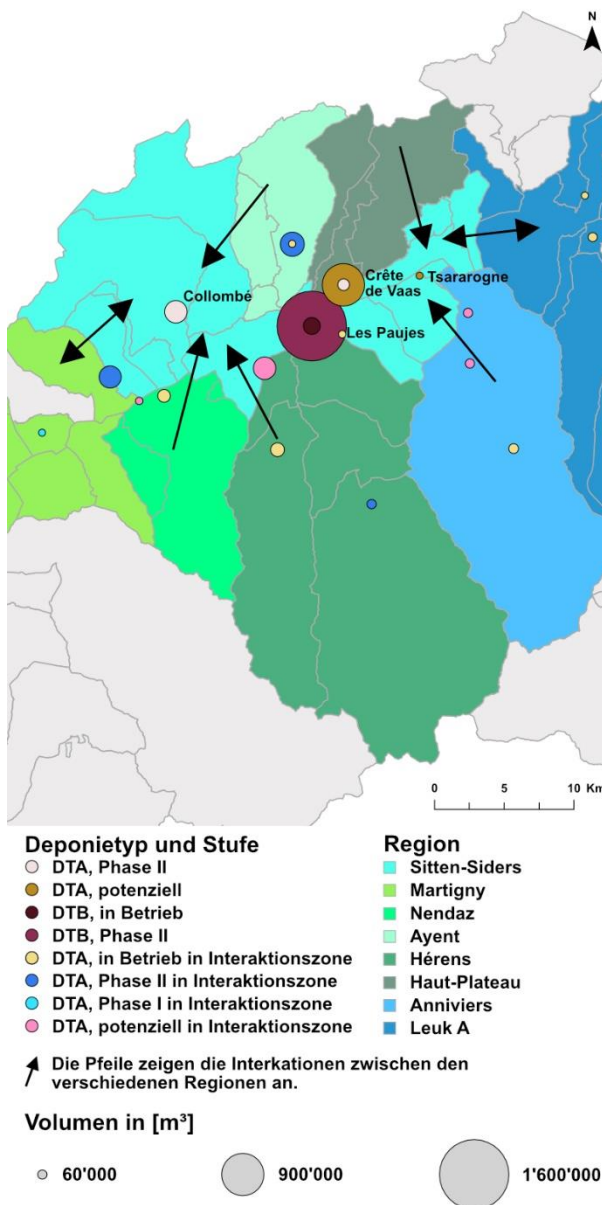 N
Collombé
Crête
de Vaas
Tsararogne
Les Paujes
0 5 10 Km
Deponietyp und Stufe
DTA, Phase II
DTA, potenziell
DTB, in Betrieb
DTB, Phase II
DTA, in Betrieb in Interaktionszone
DTA, Phase II in Interaktionszone
DTA, Phase I in Interaktionszone
DTA, potenziell in Interaktionszone
Region
Sitten-Siders
Martigny
Nendaz
Ayent
Hérens
Haut-Plateau
Anniviers
Leuk A
Die Pfeile zeigen die Interkationen zwischen den
verschiedenen Regionen an.
Volumen in [m³]
60'000 900'000 1'600'000